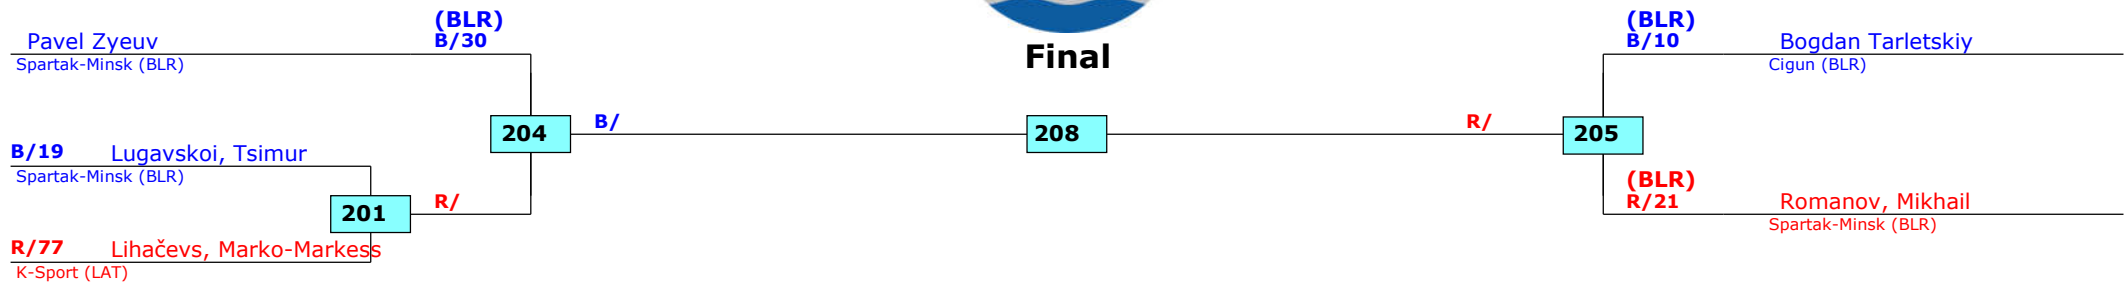 (BLR)
Pavel Zyeuv B/30
Spartak-Minsk (BLR)
B/19 Lugavskoi, Tsimur
Spartak-Minsk (BLR)
R/77 Lihačevs, Marko-Markess
K-Sport (LAT)
201
R/
204
B/
Final
208
R/
205
(BLR)
B/10 Bogdan Tarletskiy
Cigun (BLR)
(BLR)
R/21 Romanov, Mikhail
Spartak-Minsk (BLR)